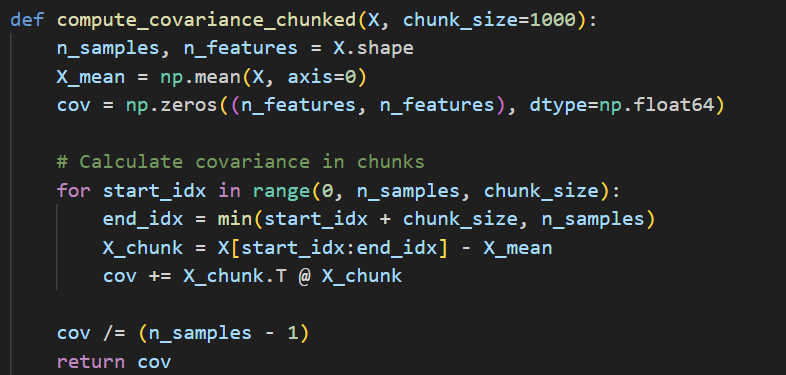 def compute_covariance_chunked(X, chunk_size=1000):
    n_samples, n_features = X.shape
    X_mean = np.mean(X, axis=0)
    cov = np.zeros((n_features, n_features), dtype=np.float64)

    # Calculate covariance in chunks
    for start_idx in range(0, n_samples, chunk_size):
        end_idx = min(start_idx + chunk_size, n_samples)
        X_chunk = X[start_idx:end_idx] - X_mean
        cov += X_chunk.T @ X_chunk

    cov /= (n_samples - 1)
    return cov